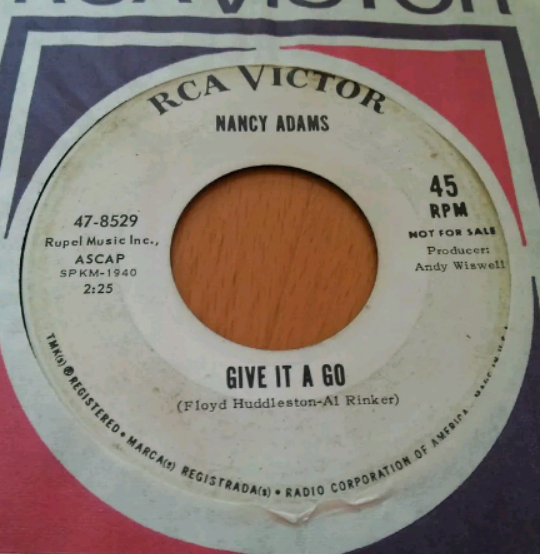 RCA VICTOR
RCA VICTOR
NANCY ADAMS
45
RPM
NOT FOR SALE
Producer:
Andy Wiswell
47-8529
Rupel Music Inc.,
ASCAP
SPKM-1940
2:25
GIVE IT A GO
(Floyd Huddleston-Al Rinker)
TMK(s) ® REGISTERED • MARCA(s) REGISTRADA(s) • RADIO CORPORATION OF AMERICA-